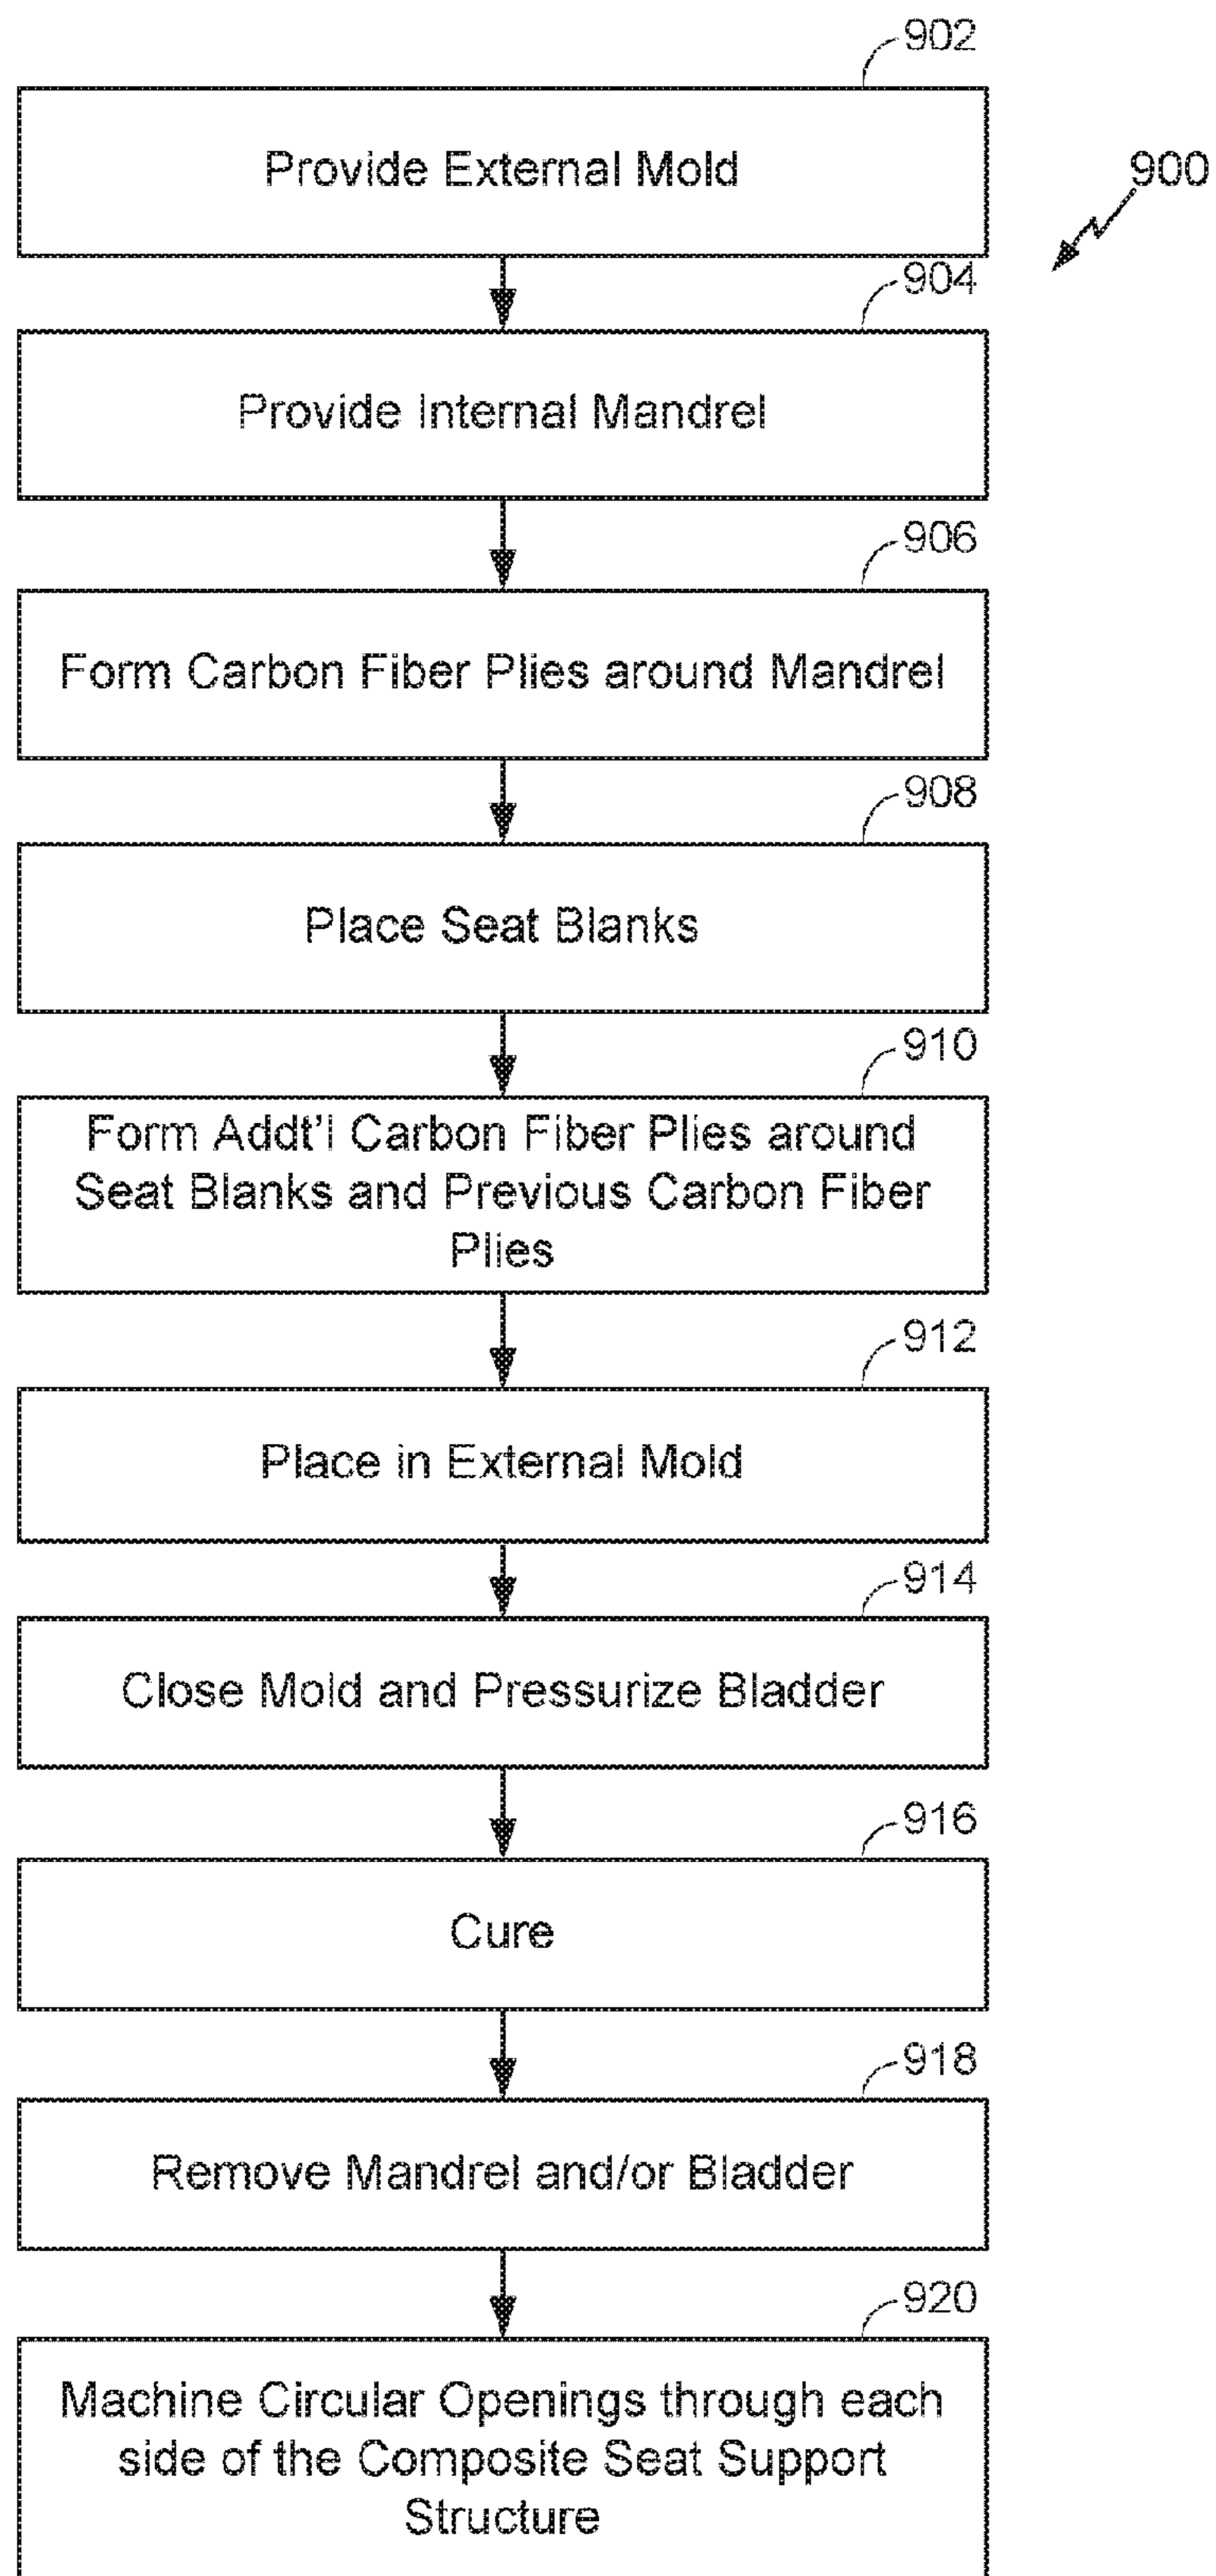 902
Provide External Mold
900
904
Provide Internal Mandrel
906
Form Carbon Fiber Plies around Mandrel
908
Place Seat Blanks
910
Form Addt'l Carbon Fiber Plies around
Seat Blanks and Previous Carbon Fiber
Plies
912
Place in External Mold
914
Close Mold and Pressurize Bladder
916
Cure
918
Remove Mandrel and/or Bladder
920
Machine Circular Openings through each
side of the Composite Seat Support
Structure